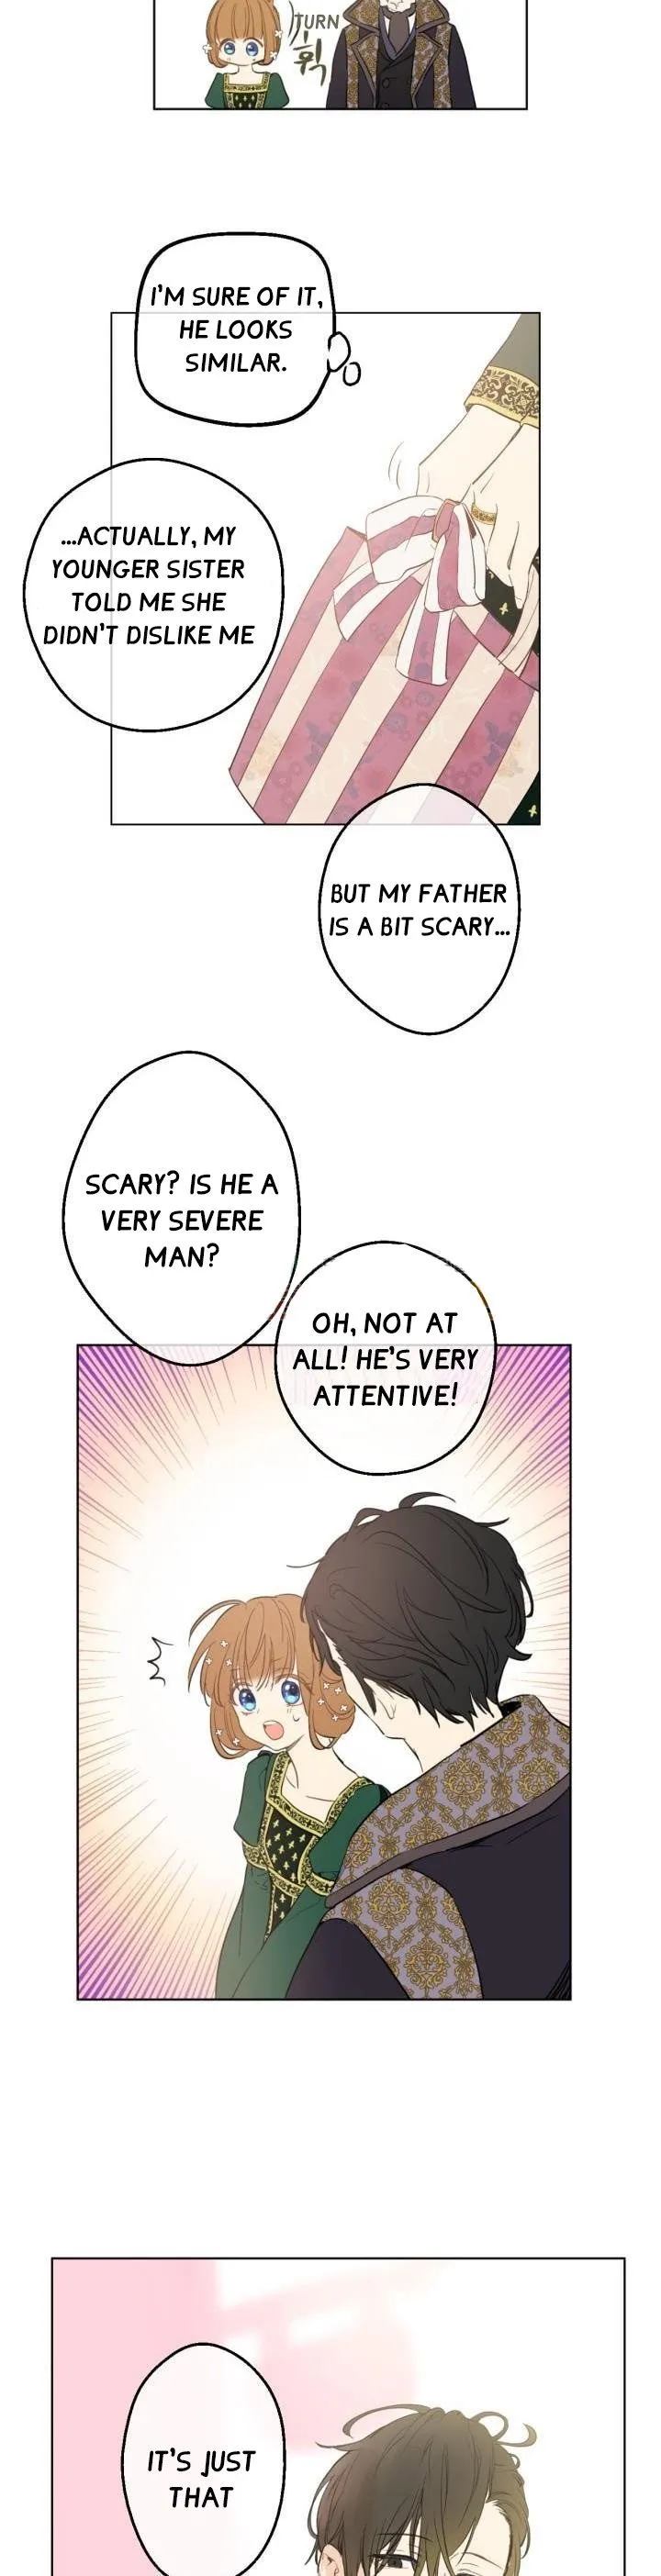 TURN
휙
I'M SURE OF IT,
HE LOOKS
SIMILAR.
...ACTUALLY, MY
YOUNGER SISTER
TOLD ME SHE
DIDN'T DISLIKE ME
BUT MY FATHER
IS A BIT SCARY...
SCARY? IS HE A
VERY SEVERE
MAN?
OH, NOT AT
ALL! HE'S VERY
ATTENTIVE!
IT'S JUST
THAT